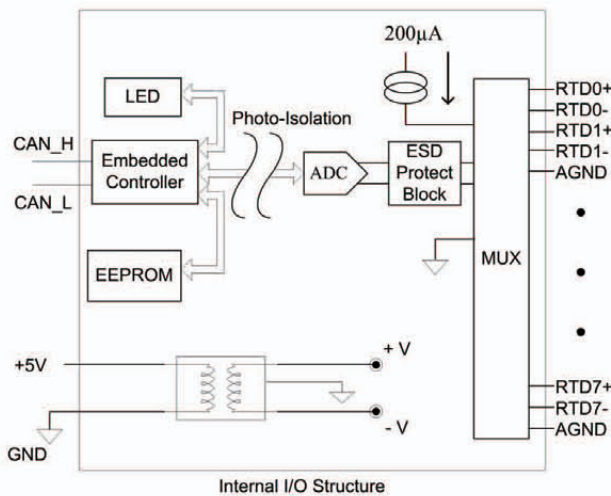 200µA
LED
Photo-Isolation
CAN_H
Embedded
Controller
CAN_L
EEPROM
ADC
ESD
Protect
Block
MUX
RTD0+
RTD0-
RTD1+
RTD1-
AGND
RTD7+
RTD7-
AGND
+5V
GND
+ V
- V
Internal I/O Structure